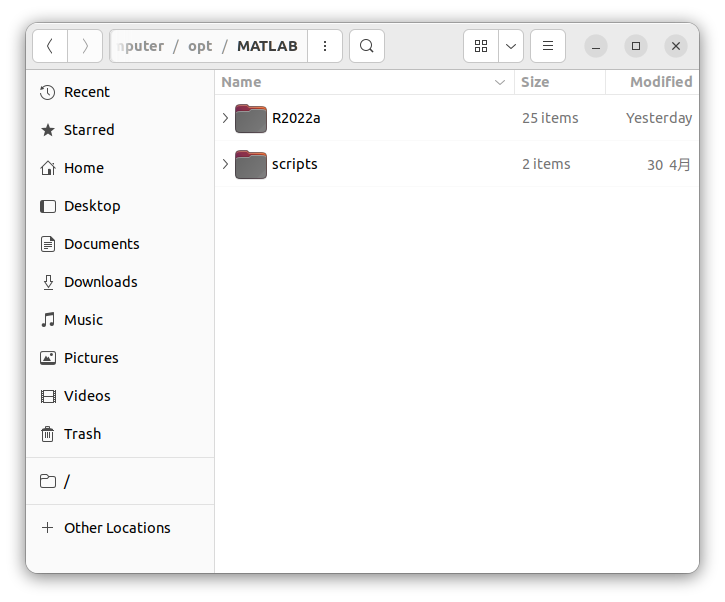 nputer / opt / MATLAB
Name Size Modified
Recent
Starred
Home
Desktop
Documents
Downloads
Music
Pictures
Videos
Trash
/
Other Locations
R2022a 25 items Yesterday
scripts 2 items 30 4月